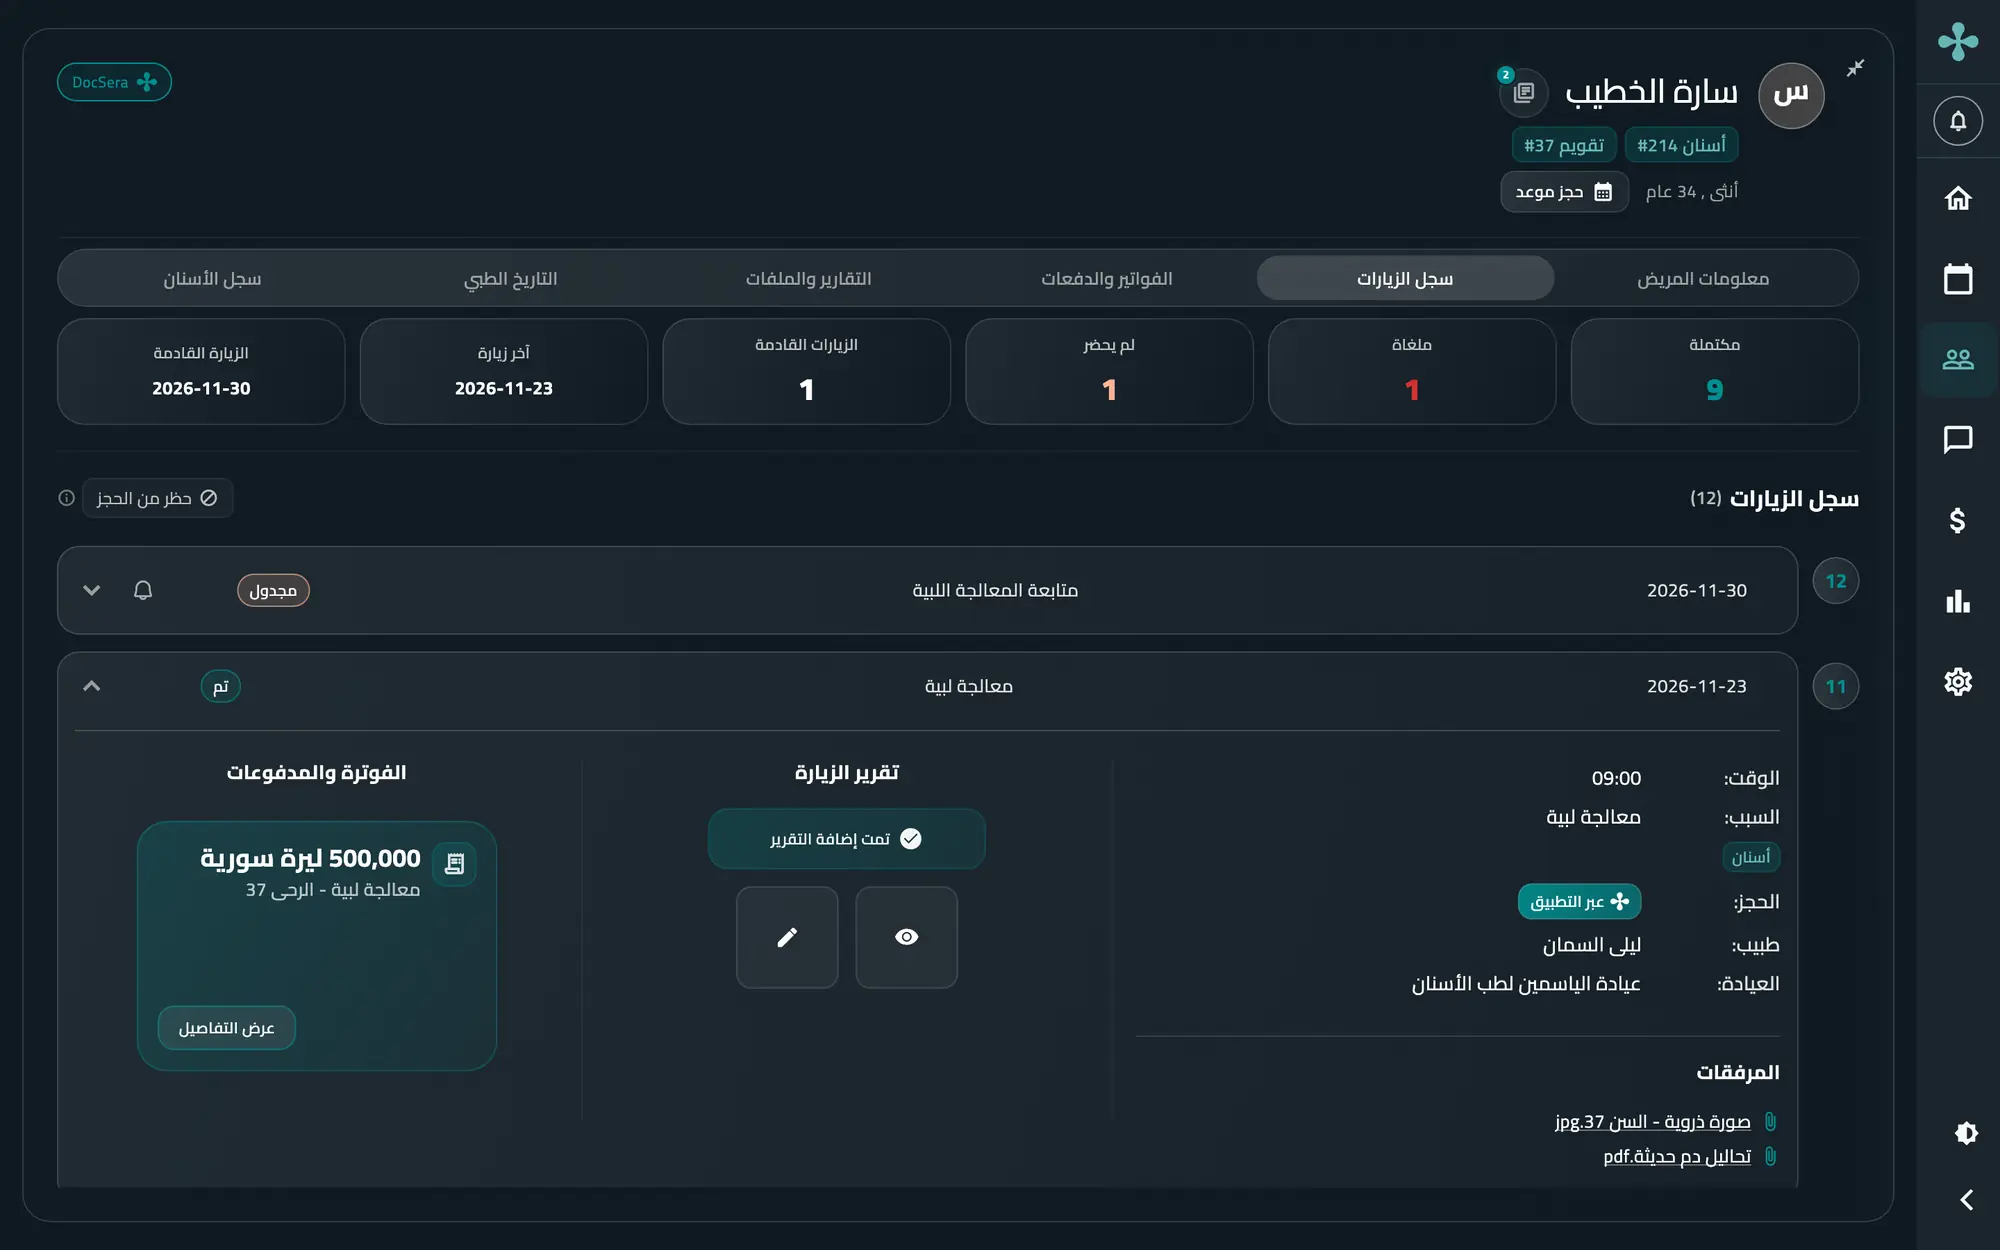 DocSera
س
سارة الخطيب
2
أسنان 214#
تقويم 37#
أنثى , 34 عام
حجز موعد
معلومات المريض
سجل الزيارات
الفواتير والدفعات
التقارير والملفات
التاريخ الطبي
سجل الأسنان
مكتملة
9
ملغاة
1
لم يحضر
1
الزيارات القادمة
1
آخر زيارة
2026-11-23
الزيارة القادمة
2026-11-30
سجل الزيارات (12)
حظر من الحجز
12
2026-11-30
متابعة المعالجة اللبية
مجدول
11
2026-11-23
معالجة لبية
تم
الوقت: 09:00
السبب: معالجة لبية
أسنان
الحجز: عبر التطبيق
طبيب: ليلى السمان
العيادة: عيادة الياسمين لطب الأسنان
المرفقات
صورة ذروية - السن 37.jpg
تحاليل دم حديثة.pdf
تقرير الزيارة
تمت إضافة التقرير
الفوترة والمدفوعات
500,000 ليرة سورية
معالجة لبية - الرحى 37
عرض التفاصيل